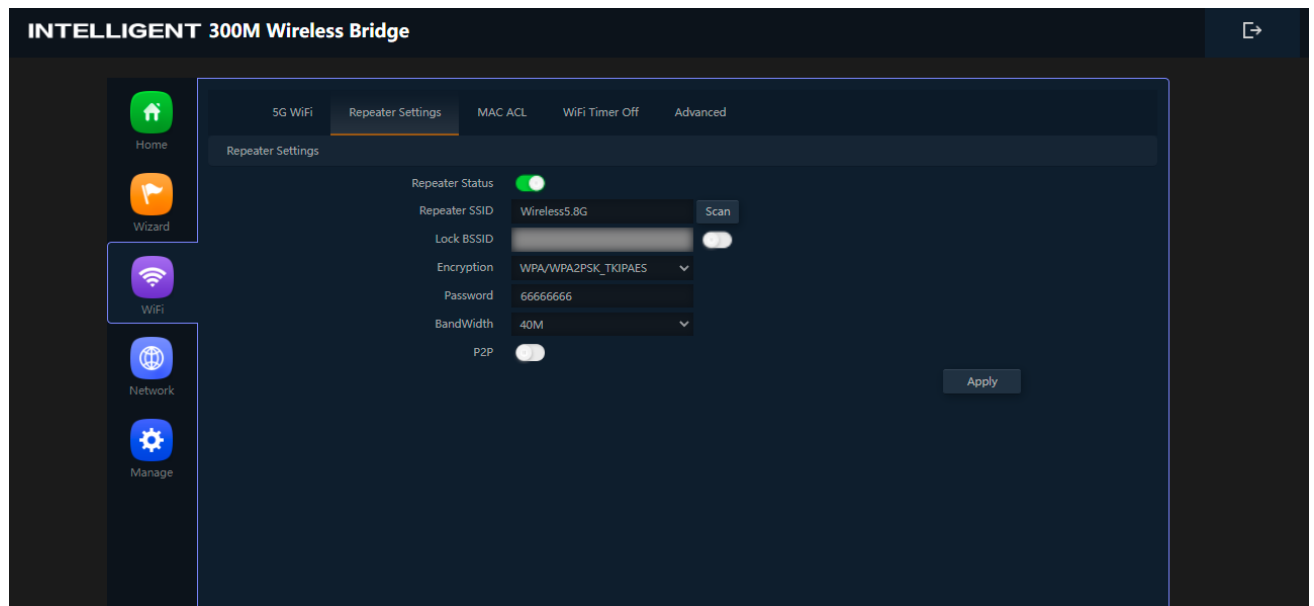 INTELLIGENT 300M Wireless Bridge
Home
Wizard
WiFi
Network
Manage
5G WiFi Repeater Settings MAC ACL WiFi Timer Off Advanced
Repeater Settings
Repeater Status
Repeater SSID Wireless5.8G Scan
Lock BSSID
Encryption WPA/WPA2PSK_TKIPAES
Password 66666666
BandWidth 40M
P2P
Apply